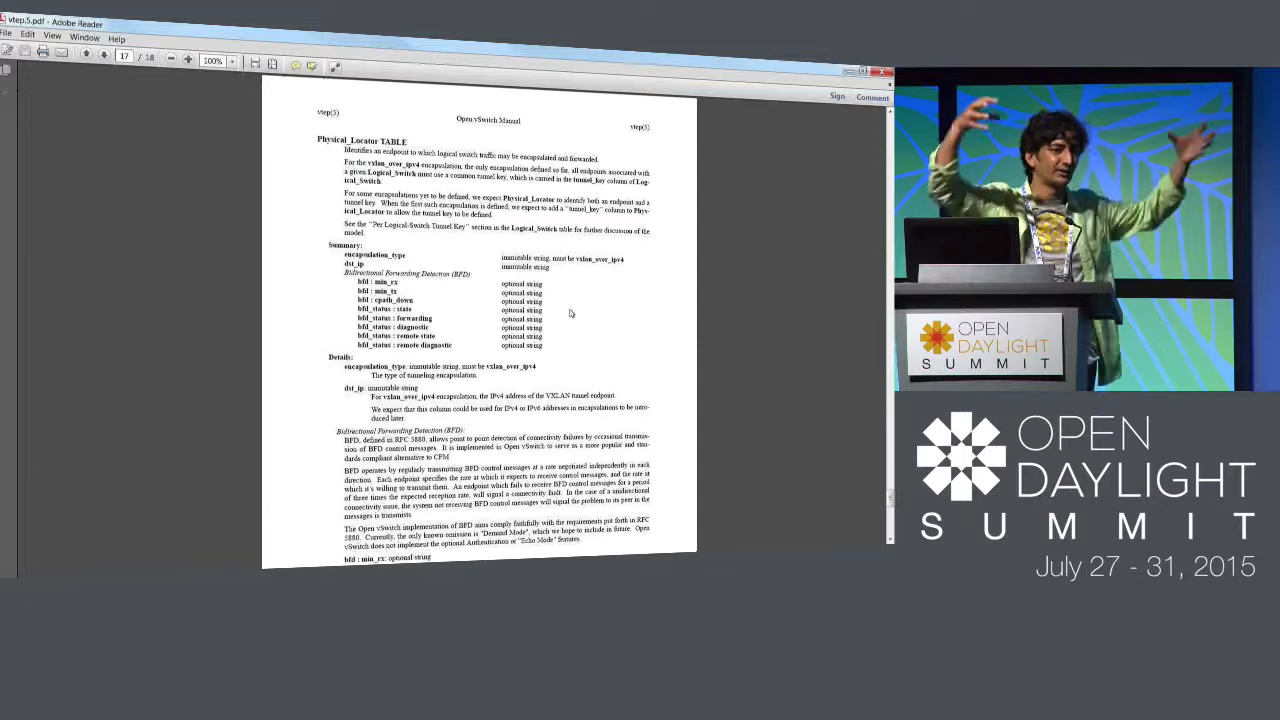 vtep.5.pdf - Adobe Reader
File Edit View Window Help
17 / 18 100%
Sign Comment
vtep(5) Open vSwitch Manual vtep(5)
Physical_Locator TABLE
Identifies an endpoint to which logical switch traffic may be encapsulated and forwarded.
For the vxlan_over_ipv4 encapsulation, the only encapsulation defined so far, all endpoints associated with
a given Logical_Switch must use a common tunnel key, which is carried in the tunnel_key column of Log-
ical_Switch.
For some encapsulations yet to be defined, we expect Physical_Locator to identify both an endpoint and a
tunnel key. When the first such encapsulation is defined, we expect to add a "tunnel_key" column to Phys-
ical_Locator to allow the tunnel key to be defined.
See the "Per Logical-Switch Tunnel Key" section in the Logical_Switch table for further discussion of the
model.
Summary:
encapsulation_type immutable string, must be vxlan_over_ipv4
dst_ip immutable string
Bidirectional Forwarding Detection (BFD):
bfd : min_rx optional string
bfd : min_tx optional string
bfd : cpath_down optional string
bfd_status : state optional string
bfd_status : forwarding optional string
bfd_status : diagnostic optional string
bfd_status : remote state optional string
bfd_status : remote diagnostic optional string
Details:
encapsulation_type: immutable string, must be vxlan_over_ipv4
The type of tunneling encapsulation.
dst_ip: immutable string
For vxlan_over_ipv4 encapsulation, the IPv4 address of the VXLAN tunnel endpoint.
We expect that this column could be used for IPv4 or IPv6 addresses in encapsulations to be intro-
duced later.
Bidirectional Forwarding Detection (BFD):
BFD, defined in RFC 5880, allows point to point detection of connectivity failures by occasional transmis-
sion of BFD control messages. It is implemented in Open vSwitch to serve as a more popular and stan-
dards compliant alternative to CFM
BFD operates by regularly transmitting BFD control messages at a rate negotiated independently in each
direction. Each endpoint specifies the rate at which it expects to receive control messages, and the rate at
which it's willing to transmit them. An endpoint which fails to receive BFD control messages for a period
of three times the expected reception rate, will signal a connectivity fault. In the case of a unidirectional
connectivity issue, the system not receiving BFD control messages will signal the problem to its peer in the
messages is transmists.
The Open vSwitch implementation of BFD aims comply faithfully with the requirements put forth in RFC
5880. Currently, the only known omission is "Demand Mode", which we hope to include in future. Open
vSwitch does not implement the optional Authentication or "Echo Mode" features.
bfd : min_rx: optional string
OPEN
DAYLIGHT
SUMMIT
OPEN
DAYLIGHT
SUMMIT
July 27 - 31, 2015